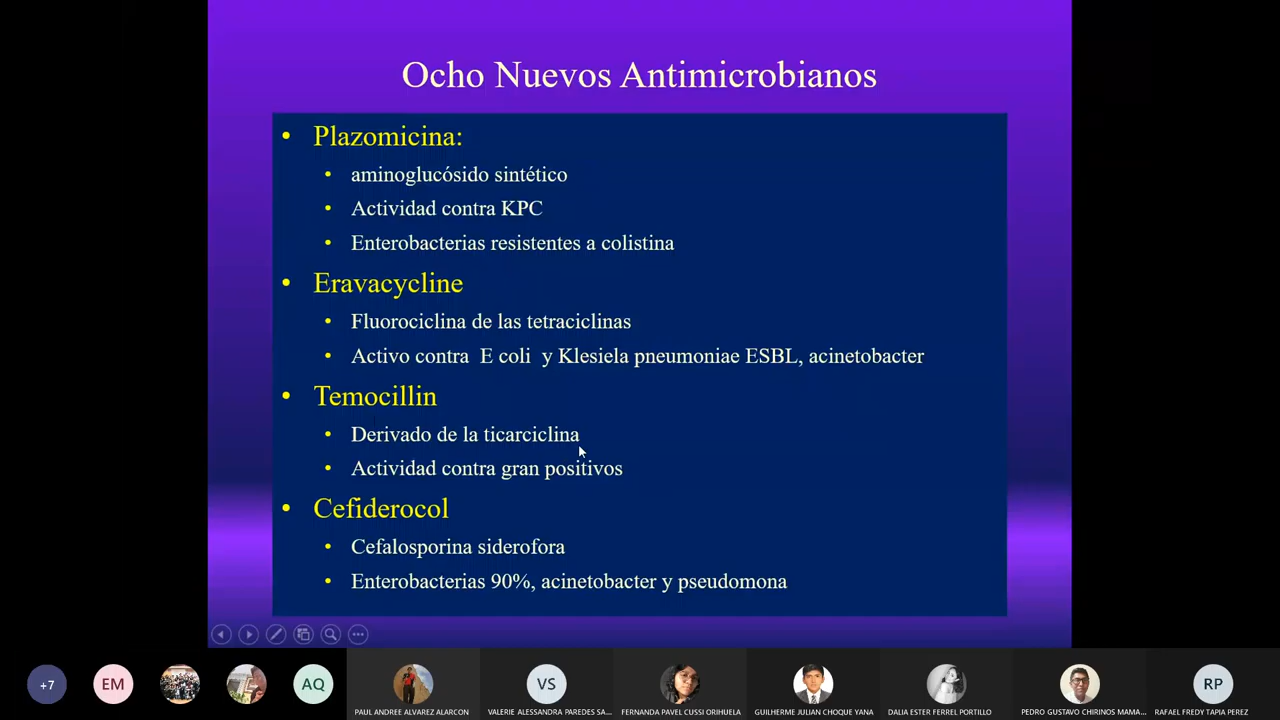 Ocho Nuevos Antimicrobianos
• Plazomicina:
• aminoglucósido sintético
• Actividad contra KPC
• Enterobacterias resistentes a colistina
• Eravacycline
• Fluorociclina de las tetraciclinas
• Activo contra E coli y Klesiela pneumoniae ESBL, acinetobacter
• Temocillin
• Derivado de la ticarciclina
• Actividad contra gran positivos
• Cefiderocol
• Cefalosporina siderofora
• Enterobacterias 90%, acinetobacter y pseudomona
+7
EM
AQ
VS
RP
PAUL ANDREE ALVAREZ ALARCON
VALERIE ALESSANDRA PAREDES SA...
FERNANDA PAVEL CUSSI ORIHUELA
GUILHERME JULIAN CHOQUE YANA
DALIA ESTER FERREL PORTILLO
PEDRO GUSTAVO CHIRINOS MAMA...
RAFAEL FREDY TAPIA PEREZ